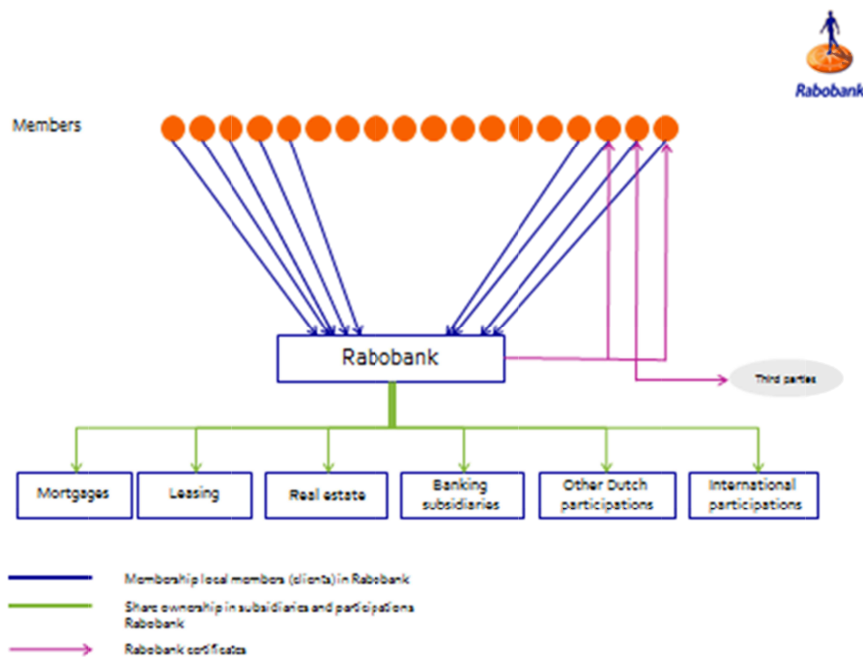 Rabobank
Members
Rabobank
Third parties
Mortgages
Leasing
Real estate
Banking
subsidiaries
Other Dutch
participations
International
participations
Membership local members (clients) in Rabobank
Share ownership in subsidiaries and participations
Rabobank
Rabobank certificates